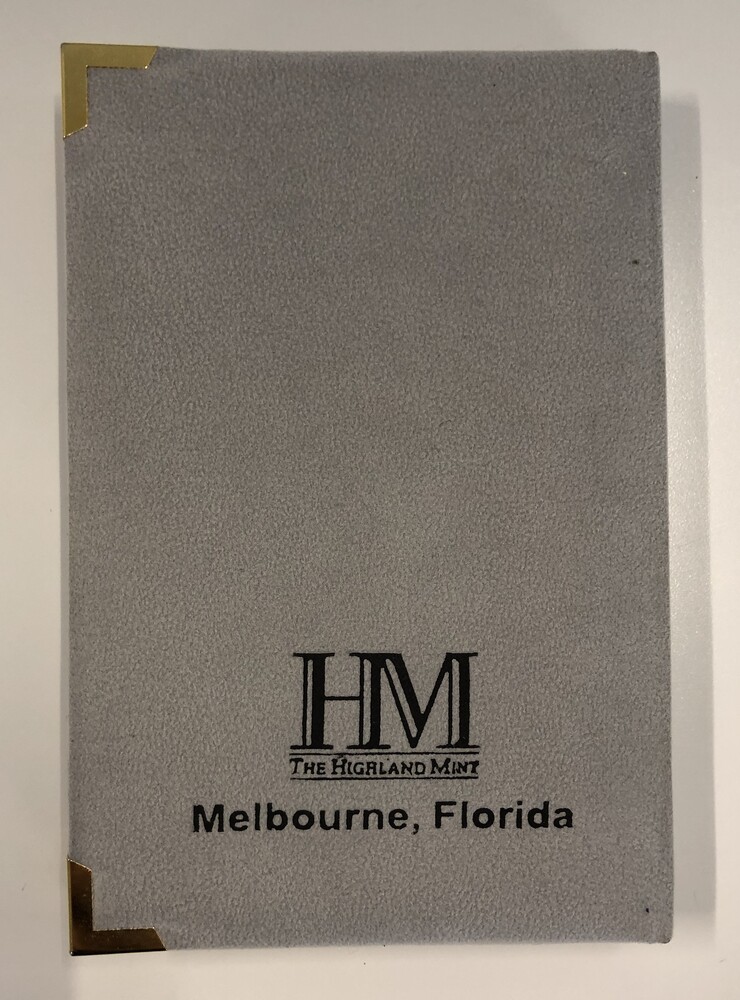 HM
THE HIGHLAND MINT
Melbourne, Florida